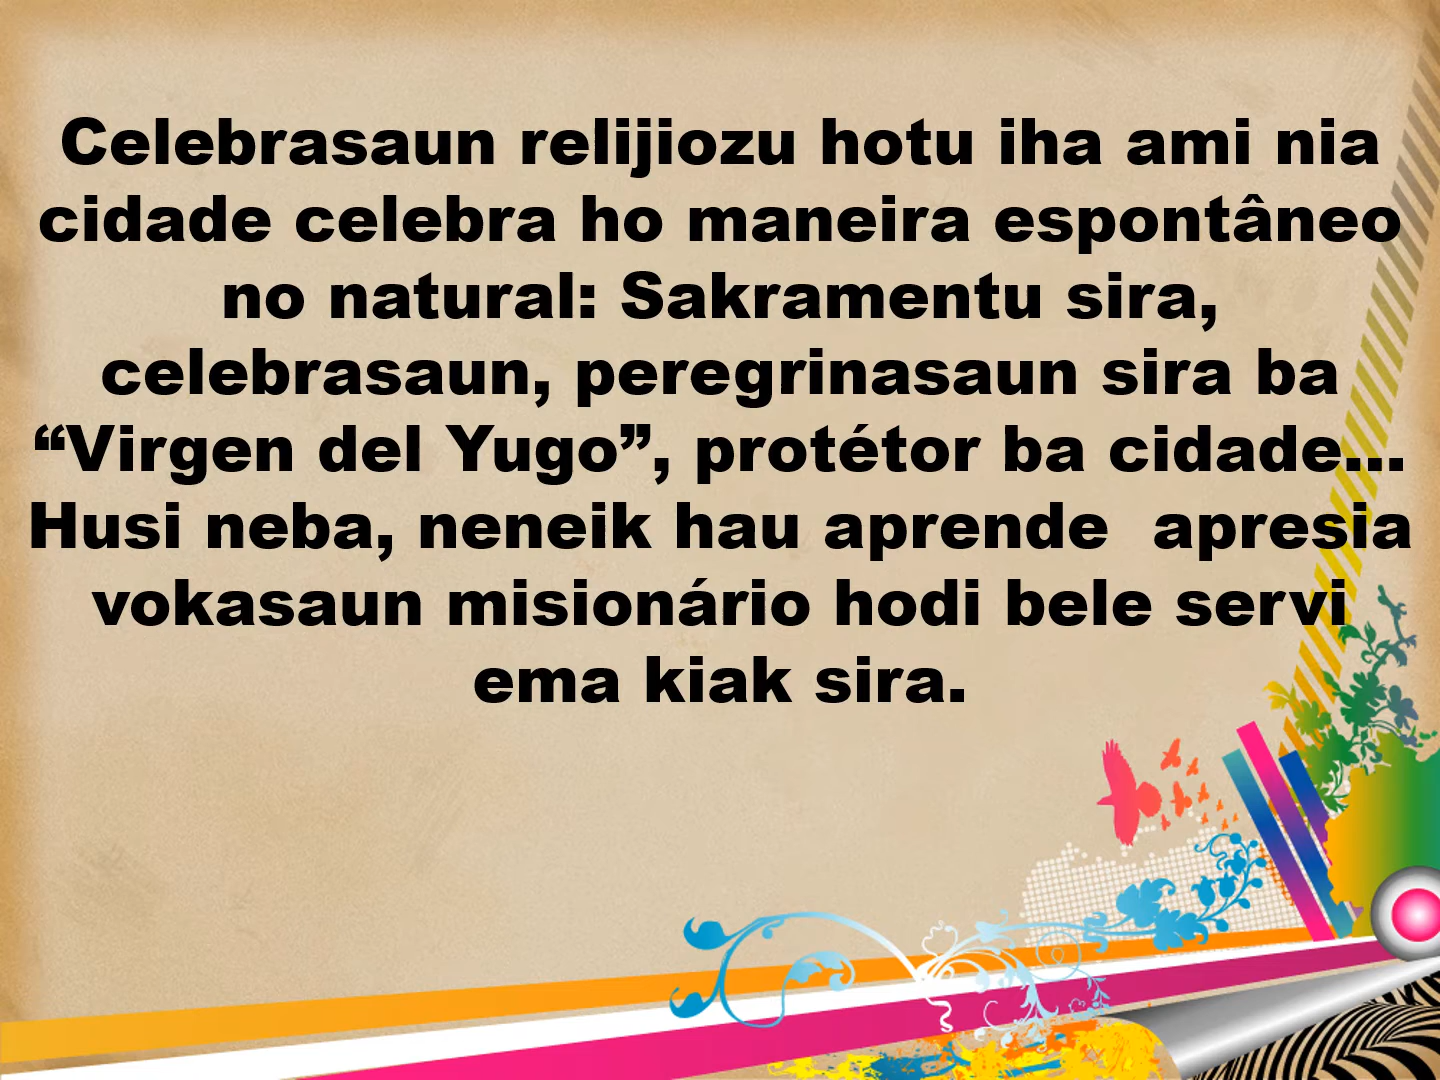 Celebrasaun relijiozu hotu iha ami nia
cidade celebra ho maneira espontâneo
no natural: Sakramentu sira,
celebrasaun, peregrinasaun sira ba
“Virgen del Yugo”, protétor ba cidade...
Husi neba, neneik hau aprende  apresia
vokasaun misionário hodi bele servi
ema kiak sira.